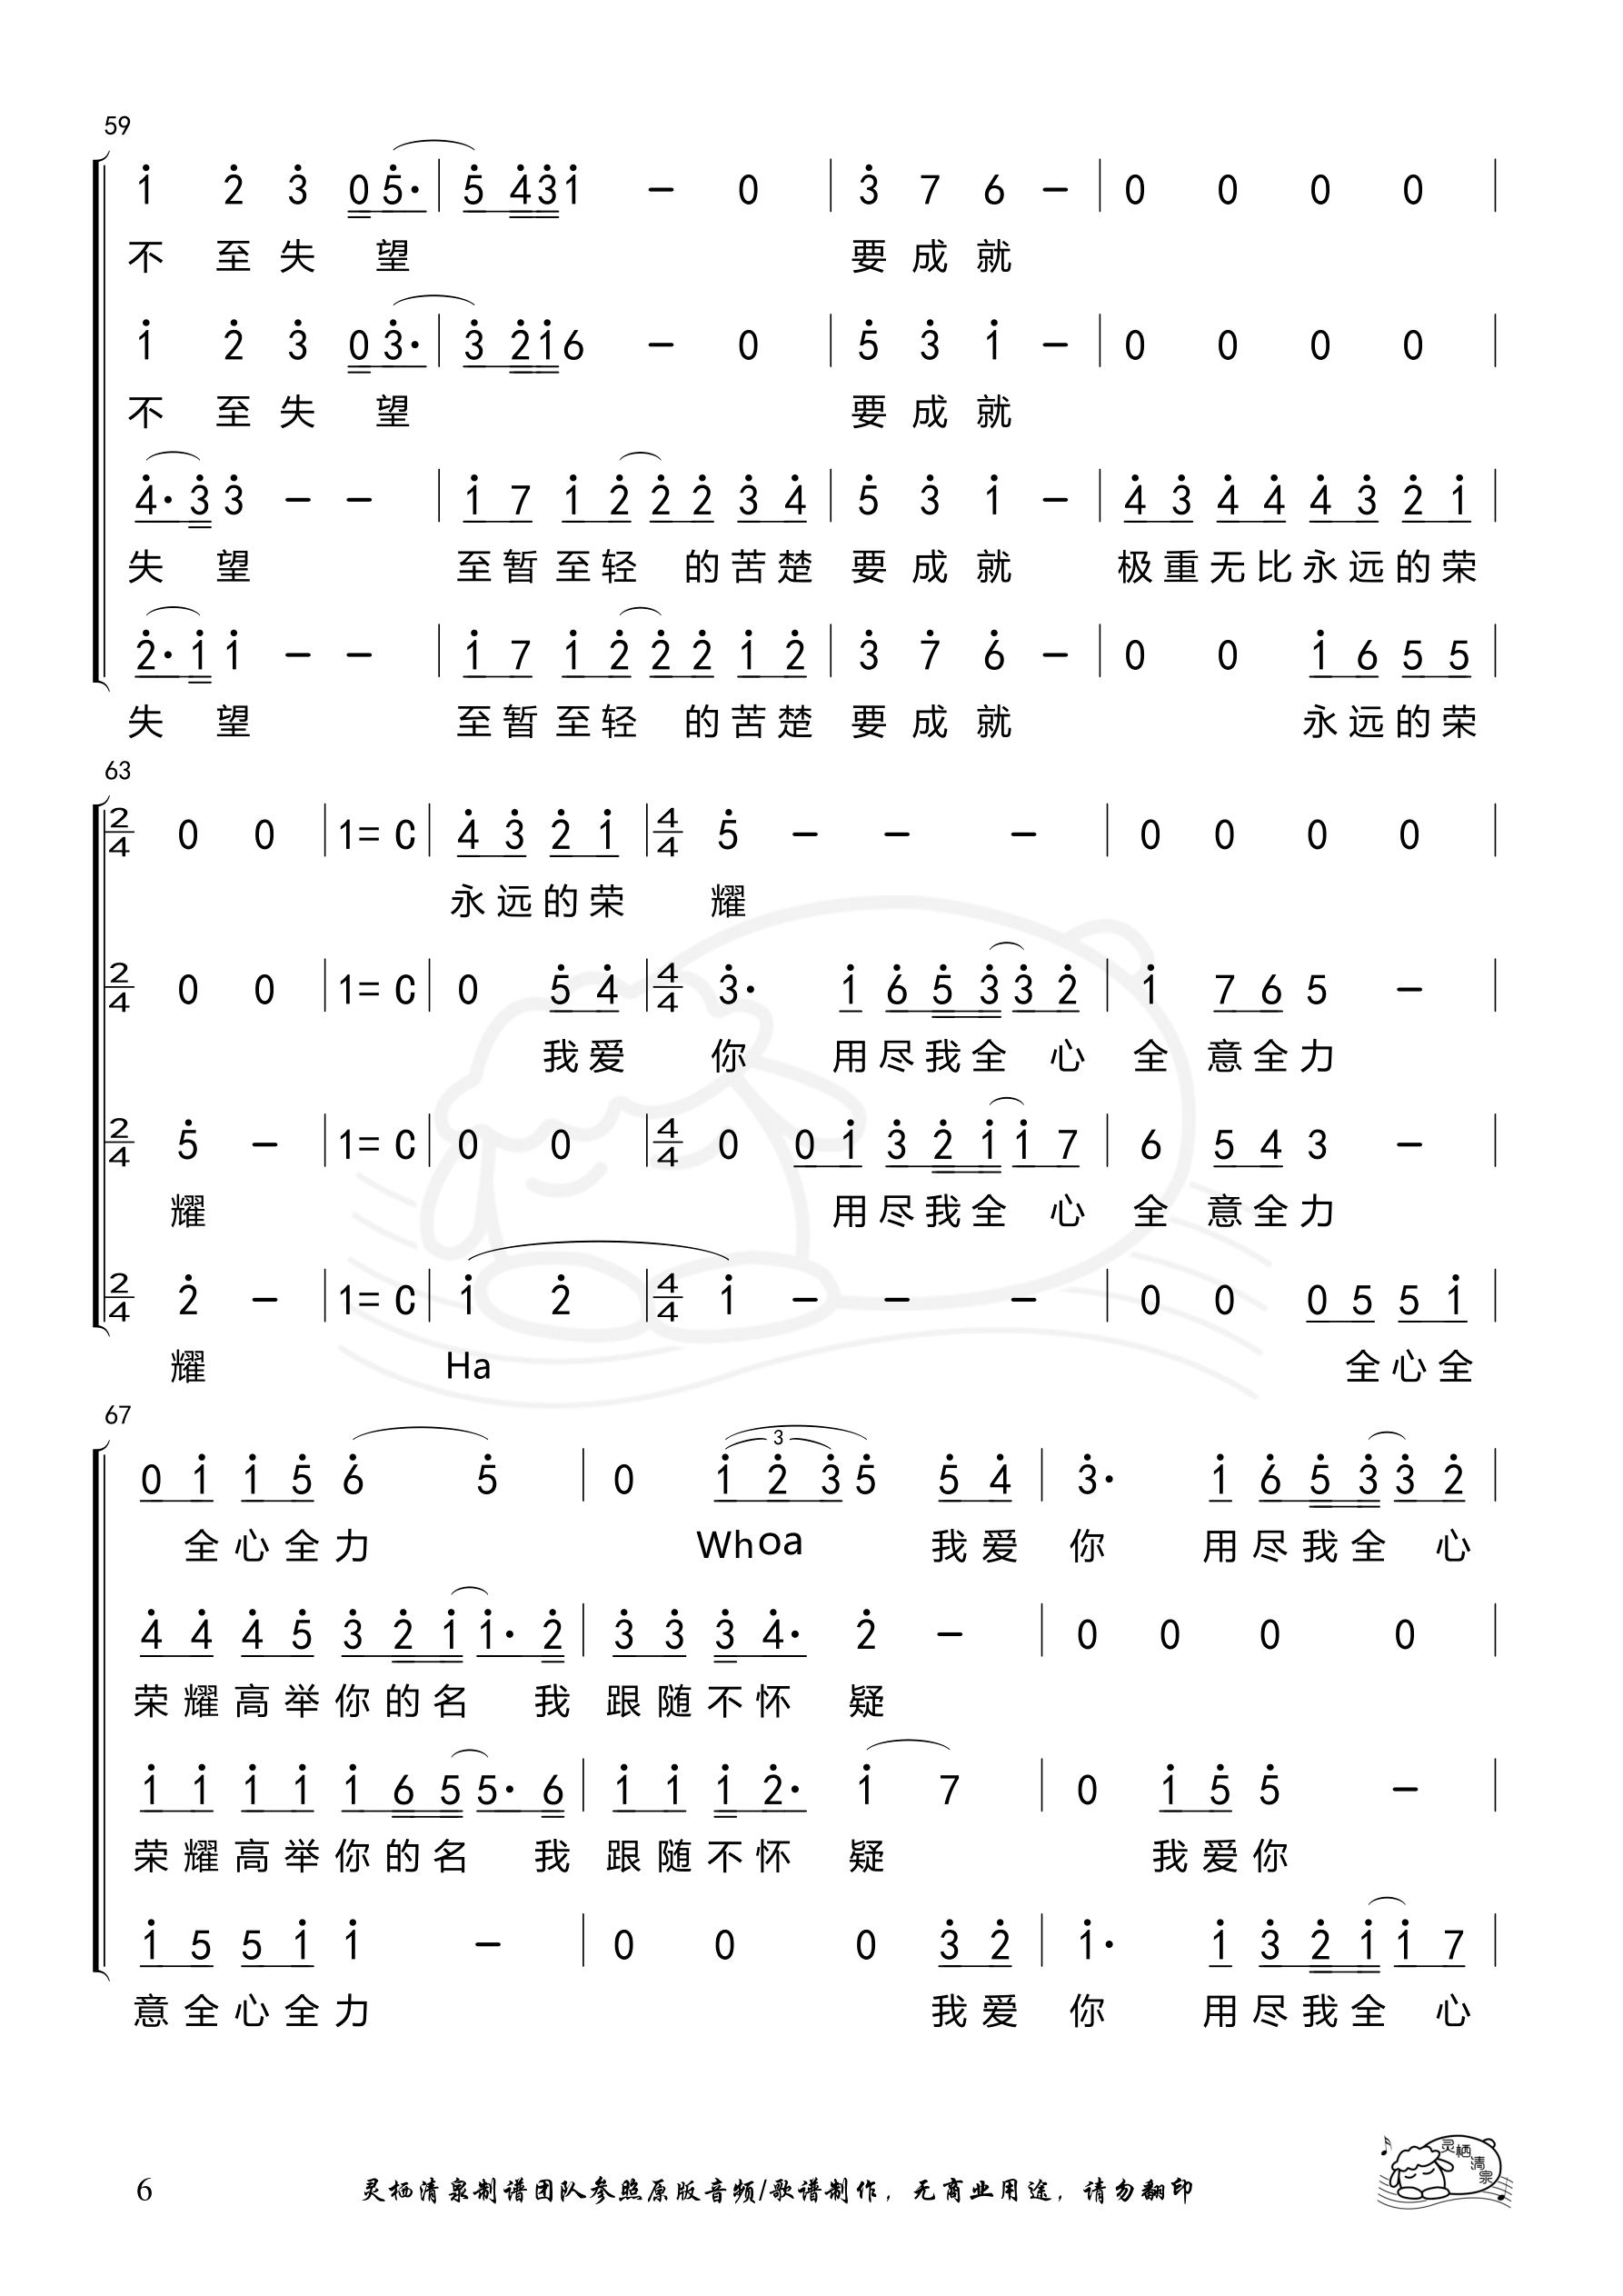 59
1̇ 2̇ 3̇ 0 5̇· | 5̇ 4̇ 3̇ 1̇ – 0 | 3̇ 7 6 – | 0 0 0 0 |
不 至 失 望 要 成 就
1̇ 2̇ 3̇ 0 3̇· | 3̇ 2̇ 1̇ 6 – 0 | 5̇ 3̇ 1̇ – | 0 0 0 0 |
不 至 失 望 要 成 就
4̇· 3̇ 3̇ – – | 1̇ 7 1̇ 2̇ 2̇ 2̇ 3̇ 4̇ | 5̇ 3̇ 1̇ – | 4̇ 3̇ 4̇ 4̇ 4̇ 3̇ 2̇ 1̇ |
失 望 至 暂 至 轻 的 苦 楚 要 成 就 极 重 无 比 永 远 的 荣
2̇· 1̇ 1̇ – – | 1̇ 7 1̇ 2̇ 2̇ 2̇ 1̇ 2̇ | 3̇ 7̇ 6̇ – | 0 0 1̇ 6 5 5 |
失 望 至 暂 至 轻 的 苦 楚 要 成 就 永 远 的 荣
63
2/4 0 0 | 1= C | 4̇ 3̇ 2̇ 1̇ | 4/4 5̇ – – – | 0 0 0 0 |
永 远 的 荣 耀
2/4 0 0 | 1= C | 0 5̇ 4̇ | 4/4 3̇· 1̇ 6̇ 5̇ 3̇ 3̇ 2̇ | 1̇ 7 6 5 – |
我 爱 你 用 尽 我 全 心 全 意 全 力
2/4 5̇ – | 1= C | 0 0 | 4/4 0 0 1̇ 3̇ 2̇ 1̇ 1̇ 7 | 6 5 4 3 – |
耀 用 尽 我 全 心 全 意 全 力
2/4 2̇ – | 1= C | 1̇ 2̇ | 4/4 1̇ – – – | 0 0 0 5 5 1̇ |
耀 Ha 全 心 全
67
0 1̇ 1̇ 5̇ 6̇ 5̇ | 0 3 1̇ 2̇ 3̇ 5̇ 5̇ 4̇ | 3̇· 1̇ 6̇ 5̇ 3̇ 3̇ 2̇ |
全 心 全 力 Whoa 我 爱 你 用 尽 我 全 心
4̇ 4̇ 4̇ 5̇ 3̇ 2̇ 1̇ 1̇· 2̇ | 3̇ 3̇ 3̇ 4̇· 2̇ – | 0 0 0 0 |
荣 耀 高 举 你 的 名 我 跟 随 不 怀 疑
1̇ 1̇ 1̇ 1̇ 1̇ 6 5 5· 6 | 1̇ 1̇ 1̇ 2̇· 1̇ 7 | 0 1̇ 5̇ 5̇ – |
荣 耀 高 举 你 的 名 我 跟 随 不 怀 疑 我 爱 你
1̇ 5 5 1̇ 1̇ – | 0 0 0 3̇ 2̇ | 1̇· 1̇ 3̇ 2̇ 1̇ 1̇ 7 |
意 全 心 全 力 我 爱 你 用 尽 我 全 心
6 灵栖清泉制谱团队参照原版音频/歌谱制作，无商业用途，请勿翻印
灵栖清泉